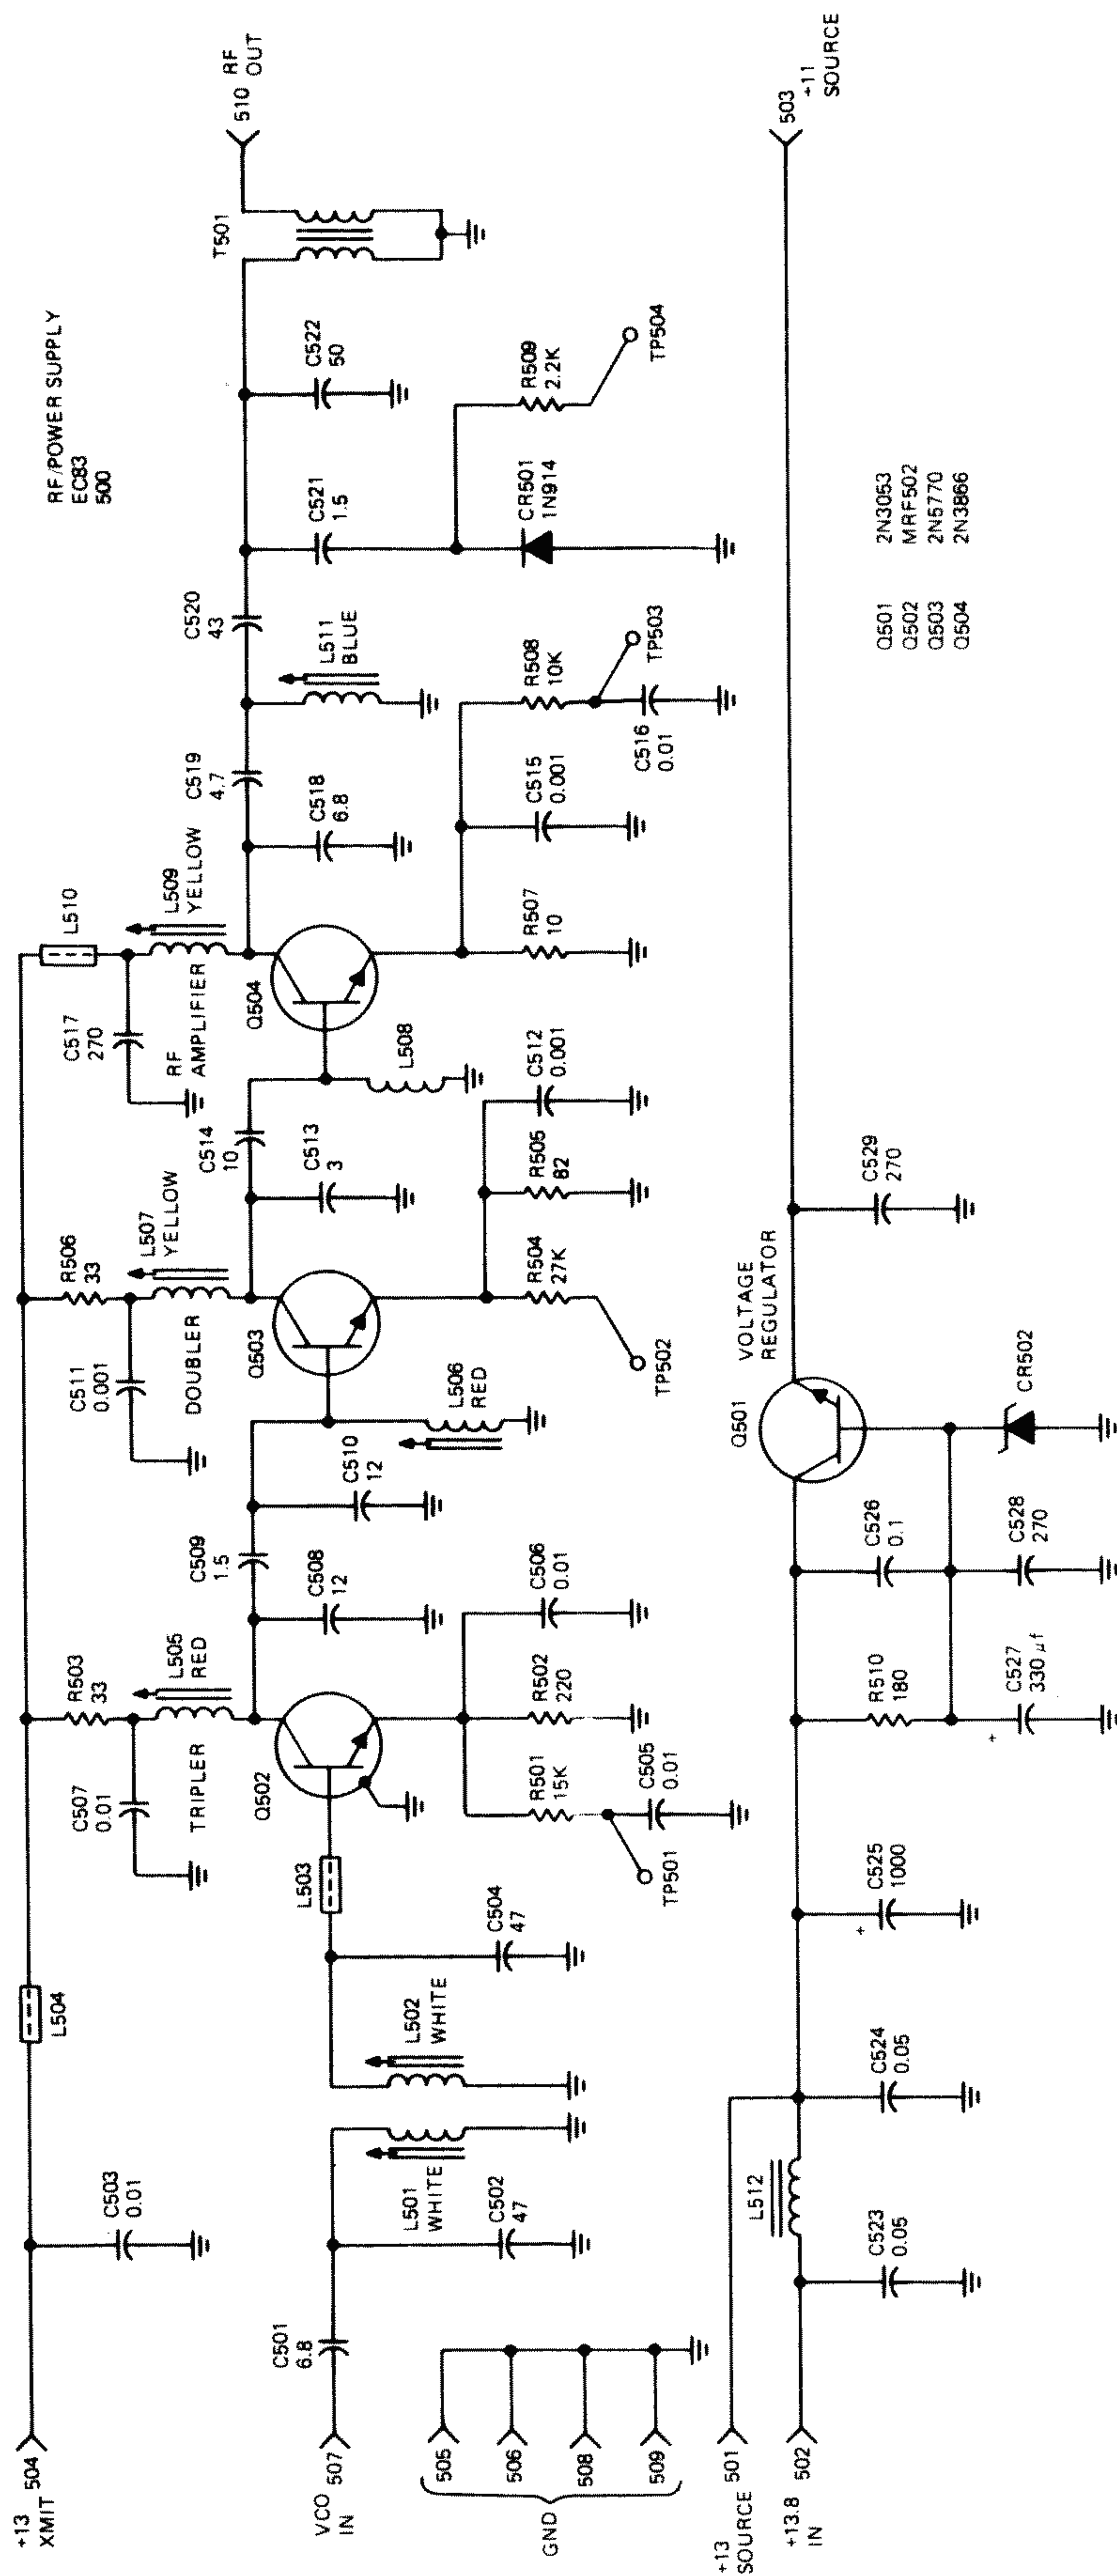 RF/POWER SUPPLY
EC83
500
+13
XMIT
504
C503
0.01
L504
C507
0.01
R503
33
L505
RED
TRIPLER
C511
0.001
R506
33
L507
YELLOW
DOUBLER
C517
270
L510
L509
YELLOW
RF
AMPLIFIER
VCO
IN
507
C501
6.8
C502
47
L501
WHITE
L502
WHITE
C504
47
L503
Q502
R501
15K
C505
0.01
TP501
R502
220
C506
0.01
C508
12
C509
1.5
C510
12
L506
RED
Q503
R504
27K
TP502
R505
82
C512
0.001
C513
3
C514
10
L508
Q504
R507
10
C515
0.001
R508
10K
C516
0.01
TP503
C518
6.8
C519
4.7
L511
BLUE
C520
43
C521
1.5
CR501
1N914
R509
2.2K
TP504
C522
50
T501
510
RF
OUT
GND
505
506
508
509
+13
SOURCE
501
+13.8
IN
502
C523
0.05
L512
C524
0.05
C525
1000
+
R510
180
C527
330 µf
+
C526
0.1
C528
270
Q501
VOLTAGE
REGULATOR
CR502
C529
270
503
+11
SOURCE
Q501 2N3053
Q502 MRF502
Q503 2N5770
Q504 2N3866